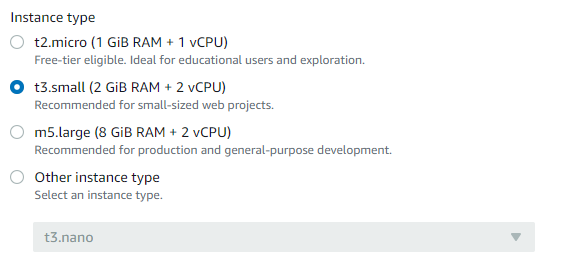 Instance type
t2.micro (1 GiB RAM + 1 vCPU)
Free-tier eligible. Ideal for educational users and exploration.
t3.small (2 GiB RAM + 2 vCPU)
Recommended for small-sized web projects.
m5.large (8 GiB RAM + 2 vCPU)
Recommended for production and general-purpose development.
Other instance type
Select an instance type.
t3.nano